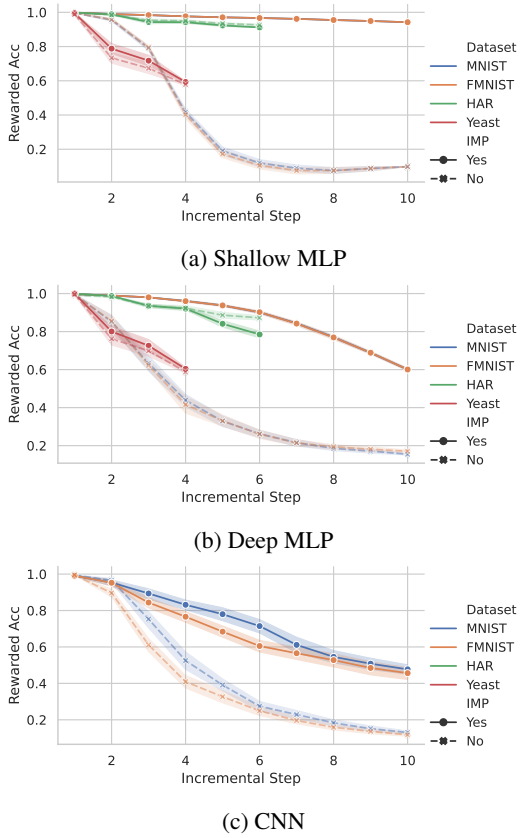 1.0
0.8
0.6
0.4
0.2
Rewarded Acc
2 4 6 8 10
Incremental Step
Dataset
MNIST
FMNIST
HAR
Yeast
IMP
Yes
No
(a) Shallow MLP
1.0
0.8
0.6
0.4
0.2
Rewarded Acc
2 4 6 8 10
Incremental Step
Dataset
MNIST
FMNIST
HAR
Yeast
IMP
Yes
No
(b) Deep MLP
1.0
0.8
0.6
0.4
0.2
Rewarded Acc
2 4 6 8 10
Incremental Step
Dataset
MNIST
FMNIST
HAR
Yeast
IMP
Yes
No
(c) CNN